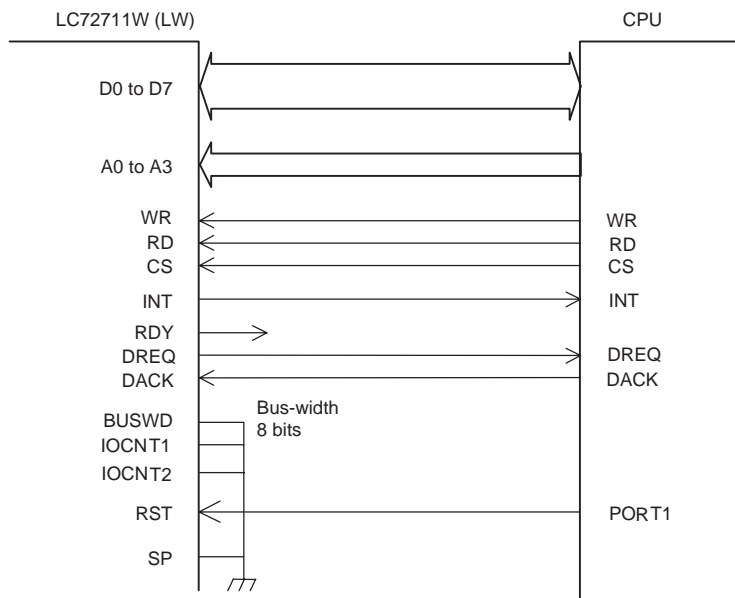 LC72711W (LW) CPU
D0 to D7
A0 to A3
WR WR
RD RD
CS CS
INT INT
RDY
DREQ DREQ
DACK DACK
Bus-width
8 bits
BUSWD
IOCNT1
IOCNT2
RST PORT1
SP